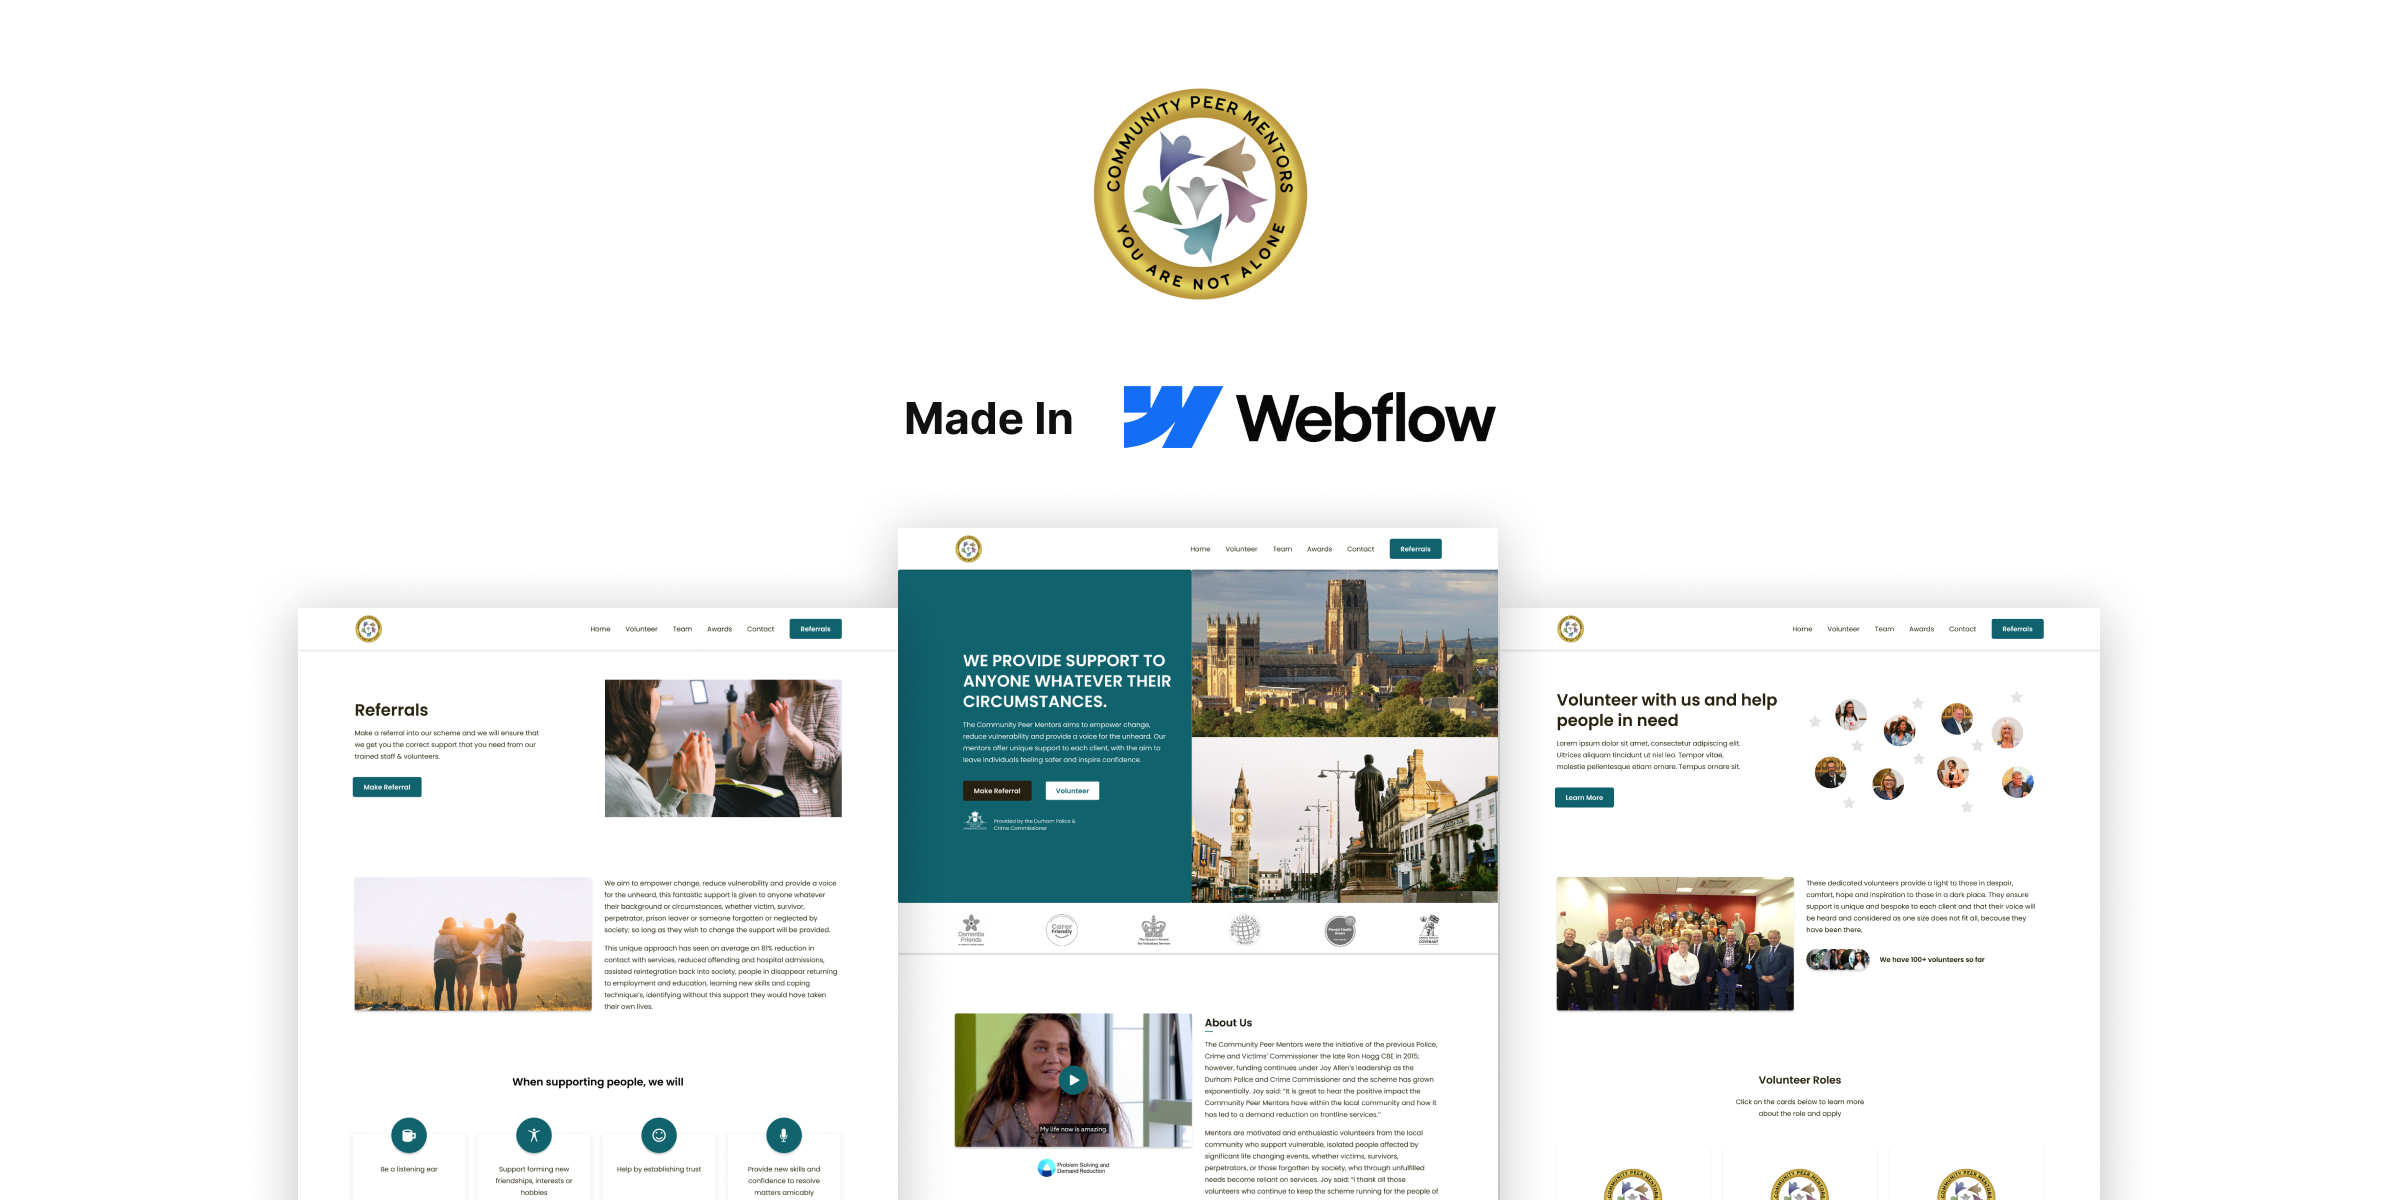 COMMUNITY PEER MENTORS
YOU ARE NOT ALONE
Made In
Webflow
Home Volunteer Team Awards Contact Referrals
Referrals
Make a referral into our scheme and we will ensure that
we get you the correct support that you need from our
trained staff & volunteers.
Make Referral
We aim to empower change, reduce vulnerability and provide a voice
for the unheard, this fantastic support is given to anyone whatever
their background or circumstances, whether victim, survivor,
perpetrator, prison leaver or someone forgotten or neglected by
society; so long as they wish to change the support will be provided.
This unique approach has seen on average an 81% reduction in
contact with services, reduced offending and hospital admissions,
assisted reintegration back into society, people in disappear returning
to employment and education, learning new skills and coping
technique's, identifying without this support they would have taken
their own lives.
When supporting people, we will
Be a listening ear
Support forming new
friendships, interests or
hobbies
Help by establishing trust
Provide new skills and
confidence to resolve
matters amicably
Home Volunteer Team Awards Contact Referrals
WE PROVIDE SUPPORT TO
ANYONE WHATEVER THEIR
CIRCUMSTANCES.
The Community Peer Mentors aims to empower change,
reduce vulnerability and provide a voice for the unheard. Our
mentors offer unique support to each client, with the aim to
leave individuals feeling safer and inspire confidence.
Make Referral Volunteer
Provided by the Durham Police &
Crime Commissioner
Dementia
Friends
Carer
Friendly
The Queen's Award
for Voluntary Service
Mental Health
Aware
COVENANT
My life now is amazing.
Problem Solving and
Demand Reduction
About Us
The Community Peer Mentors were the initiative of the previous Police,
Crime and Victims' Commissioner the late Ron Hogg CBE in 2015;
however, funding continues under Joy Allen's leadership as the
Durham Police and Crime Commissioner and the scheme has grown
exponentially. Joy said: "It is great to hear the positive impact the
Community Peer Mentors have within the local community and how it
has led to a demand reduction on frontline services."
Mentors are motivated and enthusiastic volunteers from the local
community who support vulnerable, isolated people affected by
significant life changing events, whether victims, survivors,
perpetrators, or those forgotten by society, who through unfulfilled
needs become reliant on services. Joy said: "I thank all those
volunteers who continue to keep the scheme running for the people of
Home Volunteer Team Awards Contact Referrals
Volunteer with us and help
people in need
Lorem ipsum dolor sit amet, consectetur adipiscing elit.
Ultrices aliquam tincidunt ut nisl leo. Tempor vitae,
molestie pellentesque etiam ornare. Tempus ornare sit.
Learn More
These dedicated volunteers provide a light to those in despair,
comfort, hope and inspiration to those in a dark place. They ensure
support is unique and bespoke to each client and that their voice will
be heard and considered as one size does not fit all, because they
have been there.
We have 100+ volunteers so far
Volunteer Roles
Click on the cards below to learn more
about the role and apply
COMMUNITY PEER MENTORS
COMMUNITY PEER MENTORS
COMMUNITY PEER MENTORS